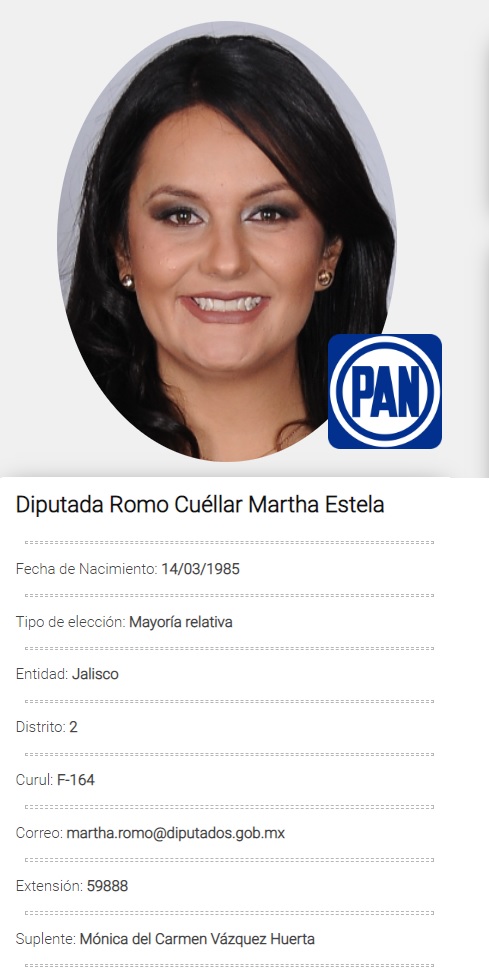 PAN
Diputada Romo Cuéllar Martha Estela
Fecha de Nacimiento: 14/03/1985
Tipo de elección: Mayoría relativa
Entidad: Jalisco
Distrito: 2
Curul: F-164
Correo: martha.romo@diputados.gob.mx
Extensión: 59888
Suplente: Mónica del Carmen Vázquez Huerta